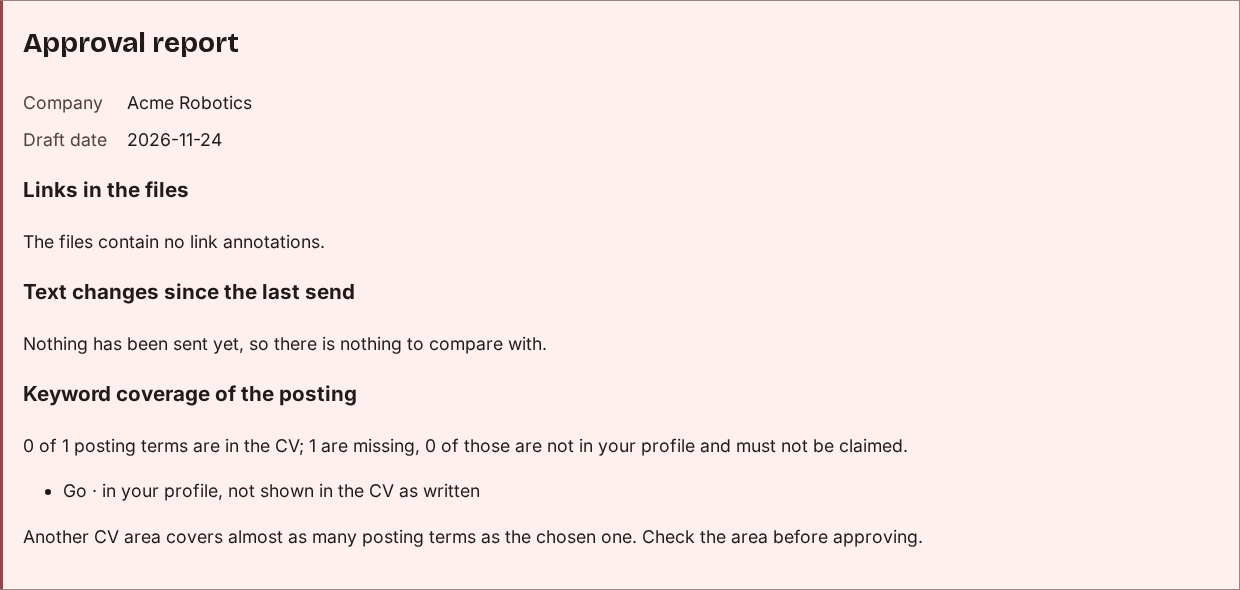 Approval report
Company Acme Robotics
Draft date 2026-11-24
Links in the files
The files contain no link annotations.
Text changes since the last send
Nothing has been sent yet, so there is nothing to compare with.
Keyword coverage of the posting
0 of 1 posting terms are in the CV; 1 are missing, 0 of those are not in your profile and must not be claimed.
• Go · in your profile, not shown in the CV as written
Another CV area covers almost as many posting terms as the chosen one. Check the area before approving.